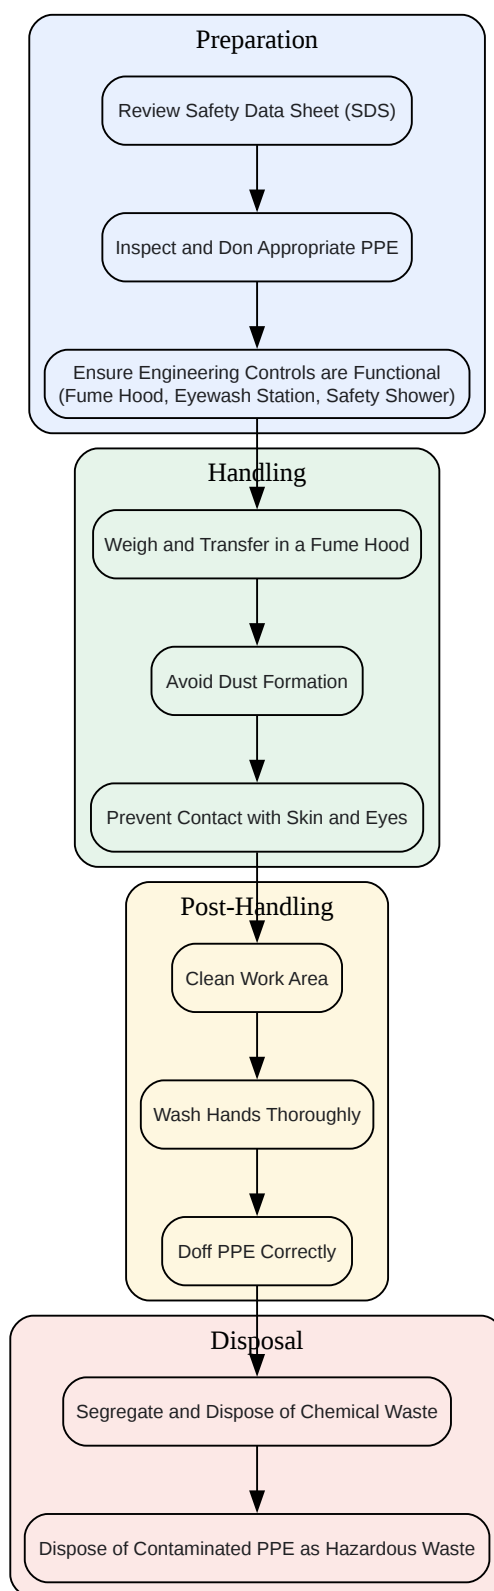 Preparation
Review Safety Data Sheet (SDS)
Inspect and Don Appropriate PPE
Ensure Engineering Controls are Functional
(Fume Hood, Eyewash Station, Safety Shower)
Handling
Weigh and Transfer in a Fume Hood
Avoid Dust Formation
Prevent Contact with Skin and Eyes
Post-Handling
Clean Work Area
Wash Hands Thoroughly
Doff PPE Correctly
Disposal
Segregate and Dispose of Chemical Waste
Dispose of Contaminated PPE as Hazardous Waste